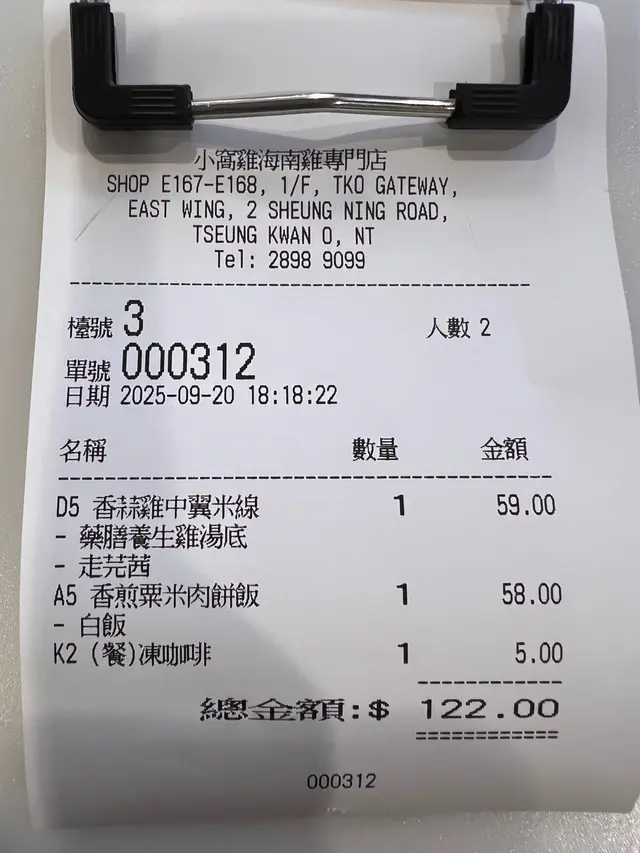 小窩雞海南雞專門店
SHOP E167-E168, 1/F, TKO GATEWAY,
EAST WING, 2 SHEUNG NING ROAD,
TSEUNG KWAN O, NT
Tel: 2898 9099
檯號 3 人數 2
單號 000312
日期 2025-09-20 18:18:22
名稱 數量 金額
D5 香蒜雞中翼米線 1 59.00
- 藥膳養生雞湯底
- 走芫茜
A5 香煎粟米肉餅飯 1 58.00
- 白飯
K2 (餐)凍咖啡 1 5.00
總金額:$ 122.00
000312